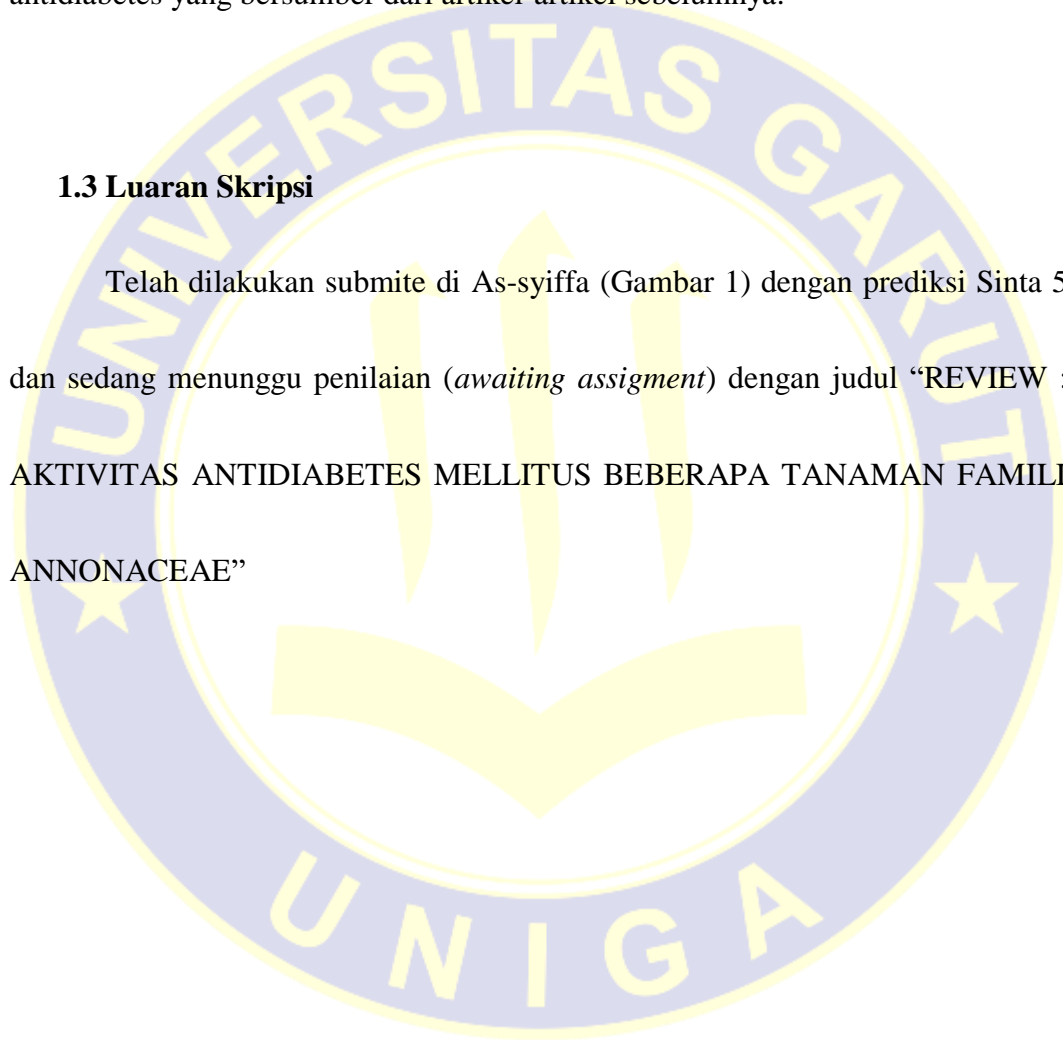 antidiabetes yang bersumber dari artikel-artikel sebelumnya.
1.3 Luaran Skripsi
Telah dilakukan submite di As-syiffa (Gambar 1) dengan prediksi Sinta 5
dan sedang menunggu penilaian (awaiting assigment) dengan judul “REVIEW :
AKTIVITAS ANTIDIABETES MELLITUS BEBERAPA TANAMAN FAMILI
ANNONACEAE”
UNIVERSITAS GARUT
UNIGA